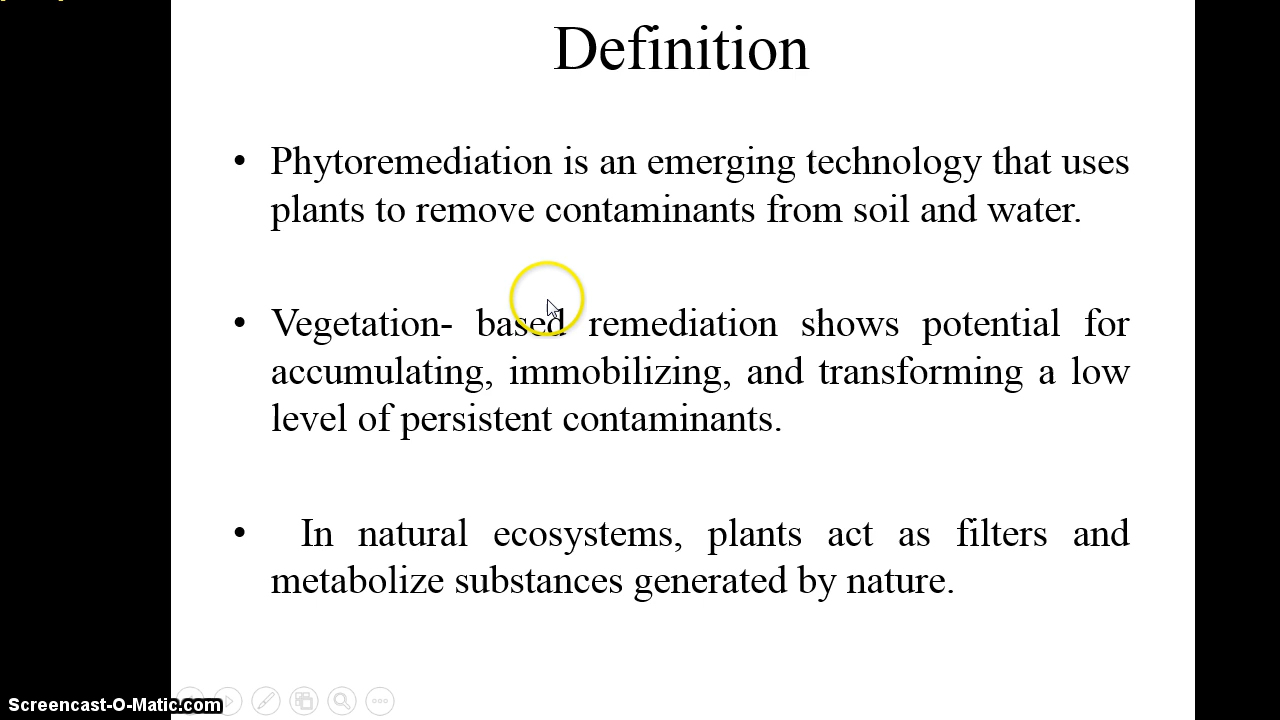 Definition
• Phytoremediation is an emerging technology that uses
plants to remove contaminants from soil and water.
• Vegetation- based remediation shows potential for
accumulating, immobilizing, and transforming a low
level of persistent contaminants.
• In natural ecosystems, plants act as filters and
metabolize substances generated by nature.
Screencast-O-Matic.com